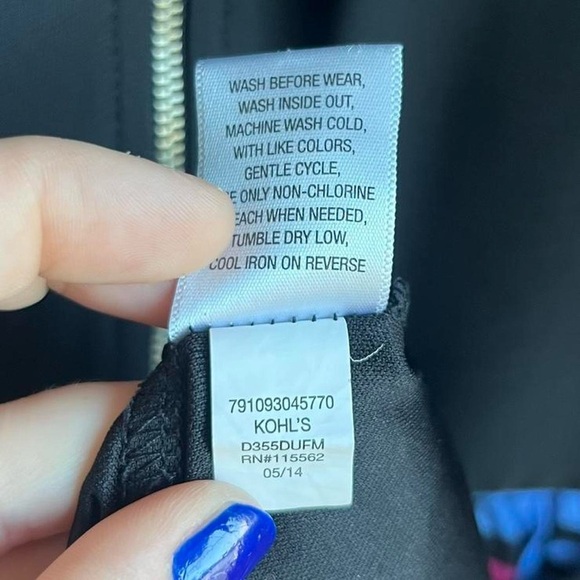 WASH BEFORE WEAR,
WASH INSIDE OUT,
MACHINE WASH COLD,
WITH LIKE COLORS,
GENTLE CYCLE,
ONLY NON-CHLORINE
WHEN NEEDED,
TUMBLE DRY LOW,
COOL IRON ON REVERSE
791093045770
KOHL'S
D355DUFM
RN#115562
05/14